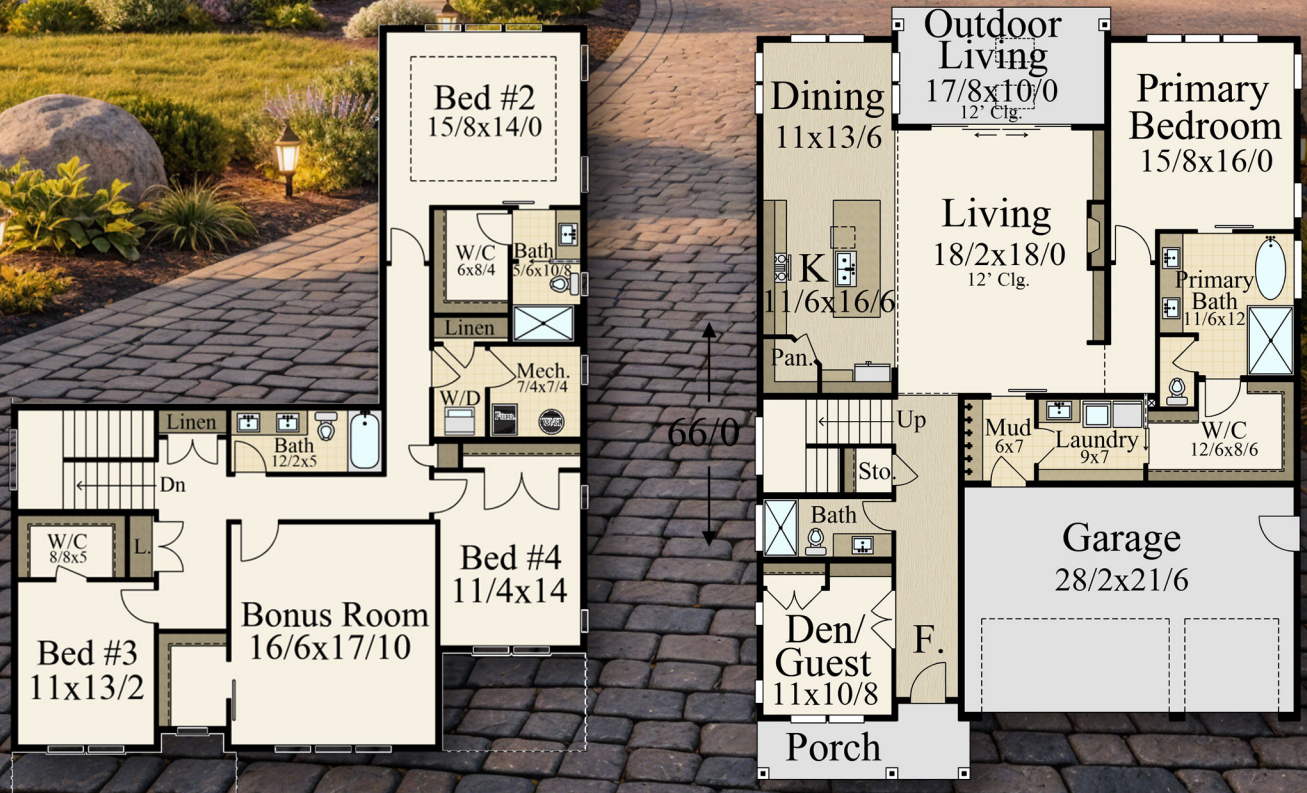 Bed #2
15/8x14/0
W/C
6x8/4
Bath
5/6x10/8
Linen
W/D
Mech.
7/4x7/4
Furn.
WH
Linen
Bath
12/2x5
Dn
W/C
8/8x5
L.
Bed #4
11/4x14
Bonus Room
16/6x17/10
Bed #3
11x13/2
66/0
Outdoor
Living
17/8x10/0
12' Clg.
Dining
11x13/6
Primary
Bedroom
15/8x16/0
Living
18/2x18/0
12' Clg.
K
11/6x16/6
Primary
Bath
11/6x12
Pan.
Up
Mud
6x7
Laundry
9x7
W/C
12/6x8/6
Sto.
Bath
Garage
28/2x21/6
Den/
Guest
11x10/8
F.
Porch